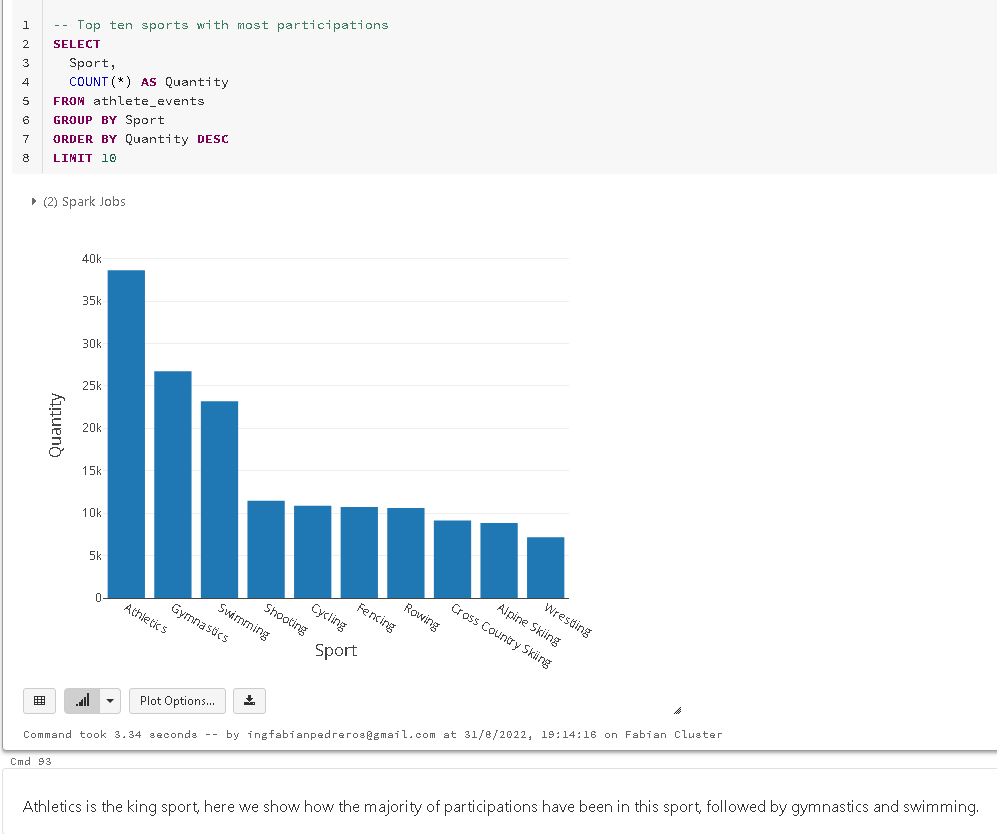 1 -- Top ten sports with most participations
2 SELECT
3 Sport,
4 COUNT(*) AS Quantity
5 FROM athlete_events
6 GROUP BY Sport
7 ORDER BY Quantity DESC
8 LIMIT 10
(2) Spark Jobs
40k
35k
30k
25k
20k
15k
10k
5k
0
Quantity
Athletics
Gymnastics
Swimming
Shooting
Cycling
Fencing
Rowing
Cross Country Skiing
Alpine Skiing
Wrestling
Sport
Plot Options...
Command took 3.34 seconds -- by ingfabianpedreros@gmail.com at 31/8/2022, 19:14:16 on Fabian Cluster
Cmd 93
Athletics is the king sport, here we show how the majority of participations have been in this sport, followed by gymnastics and swimming.